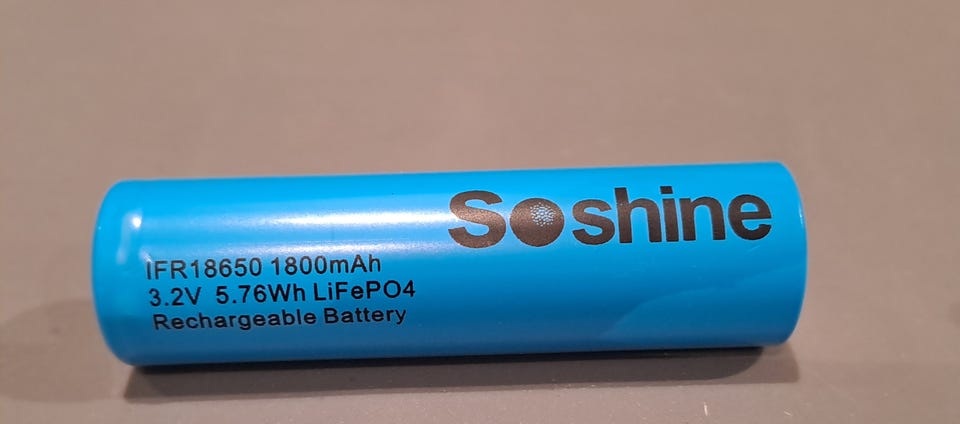 Soshine
IFR18650 1800mAh
3.2V 5.76Wh LiFePO4
Rechargeable Battery